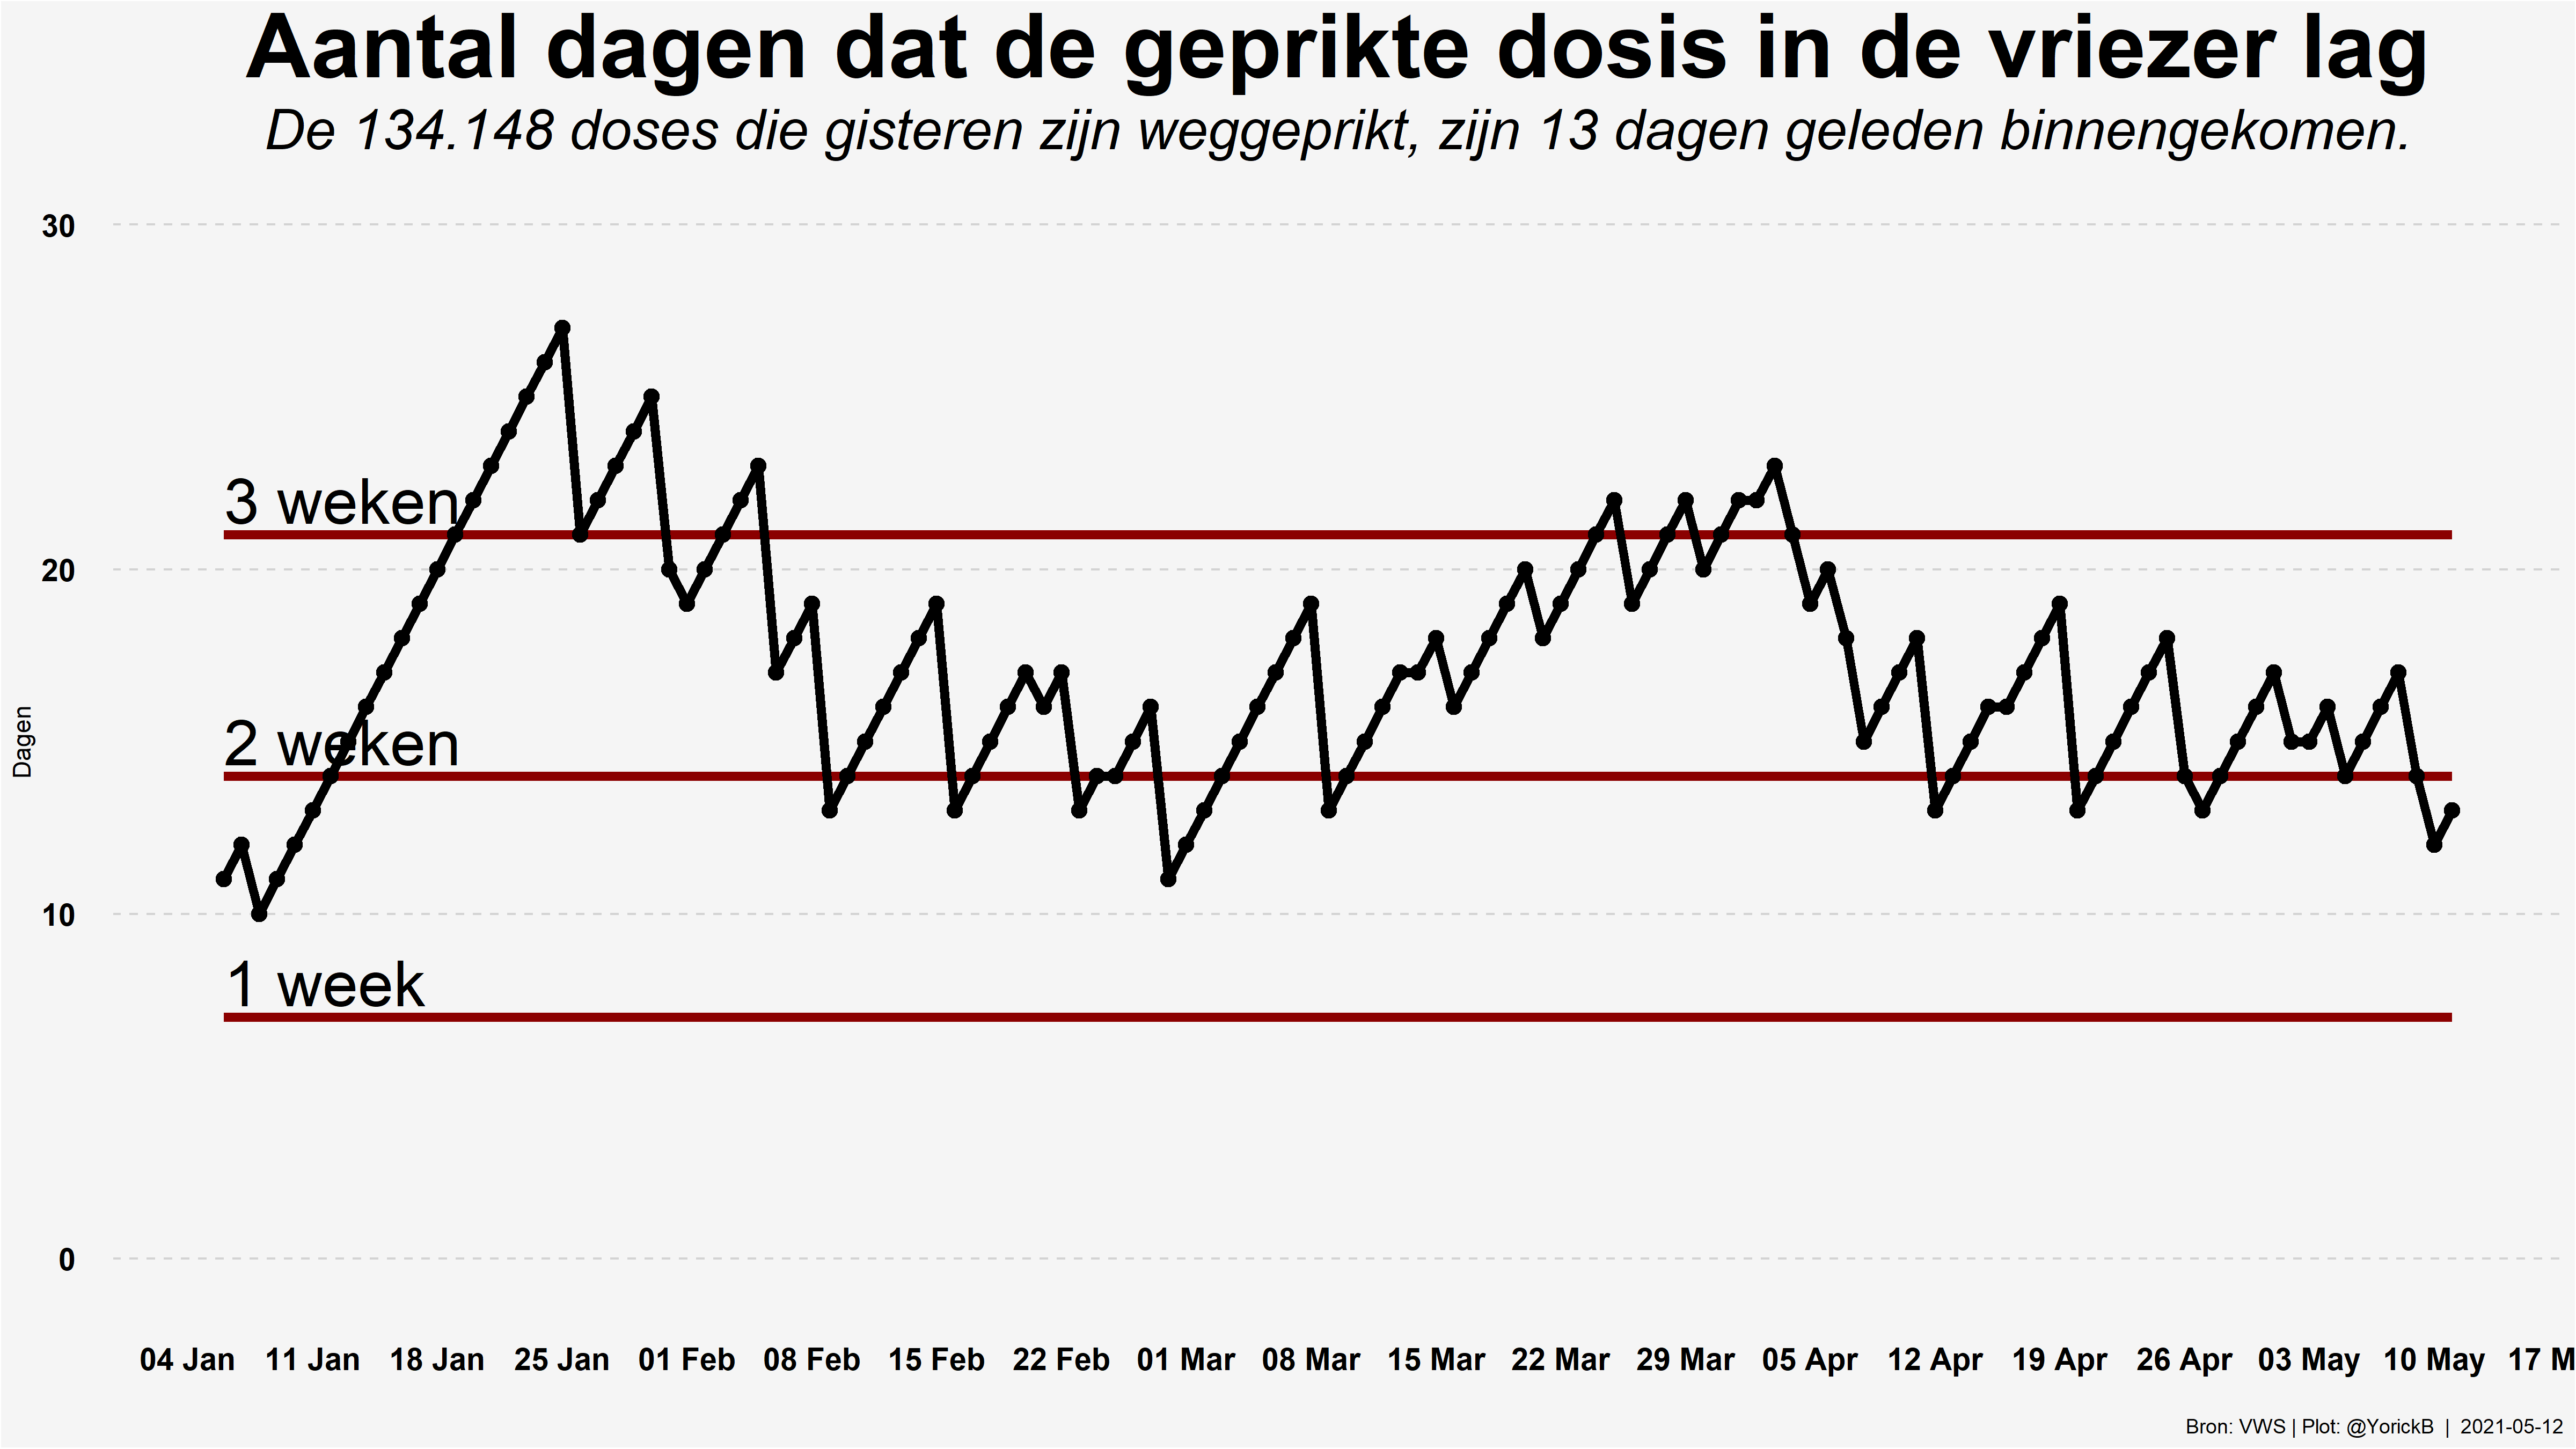 Aantal dagen dat de geprikte dosis in de vriezer lag
De 134.148 doses die gisteren zijn weggeprikt, zijn 13 dagen geleden binnengekomen.
30
3 weken
20
2 weken
Dagen
10
1 week
0
04 Jan 11 Jan 18 Jan 25 Jan 01 Feb 08 Feb 15 Feb 22 Feb 01 Mar 08 Mar 15 Mar 22 Mar 29 Mar 05 Apr 12 Apr 19 Apr 26 Apr 03 May 10 May 17 M
Bron: VWS | Plot: @YorickB | 2021-05-12